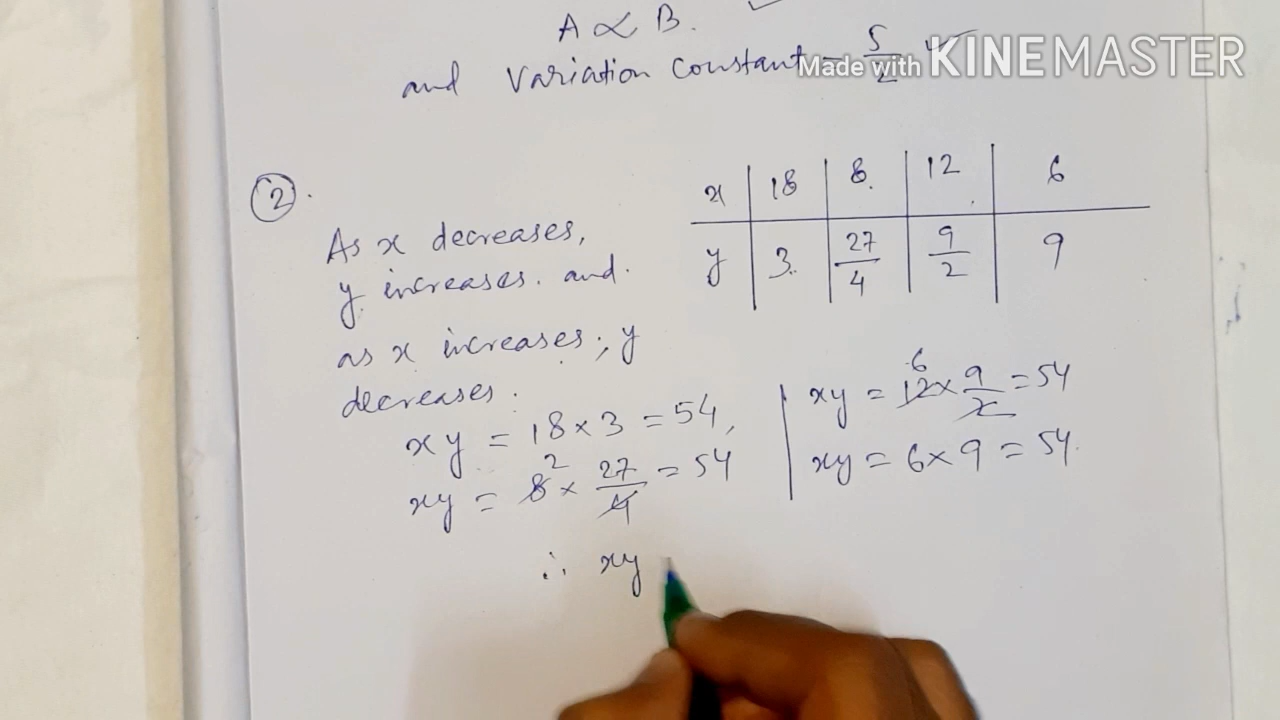 A ∝ B.
and Variation Constant = 5/2
Made with KINEMASTER
(2).
x | 18 | 8. | 12 | 6
y | 3. | 27/4 | 9/2 | 9
As x decreases,
y increases. and.
as x increases, y
decreases.
xy = 18 × 3 = 54,
xy = 8 2 × 27/4 = 54
xy = 12 6 × 9/2 = 54
xy = 6 × 9 = 54.
∴ xy